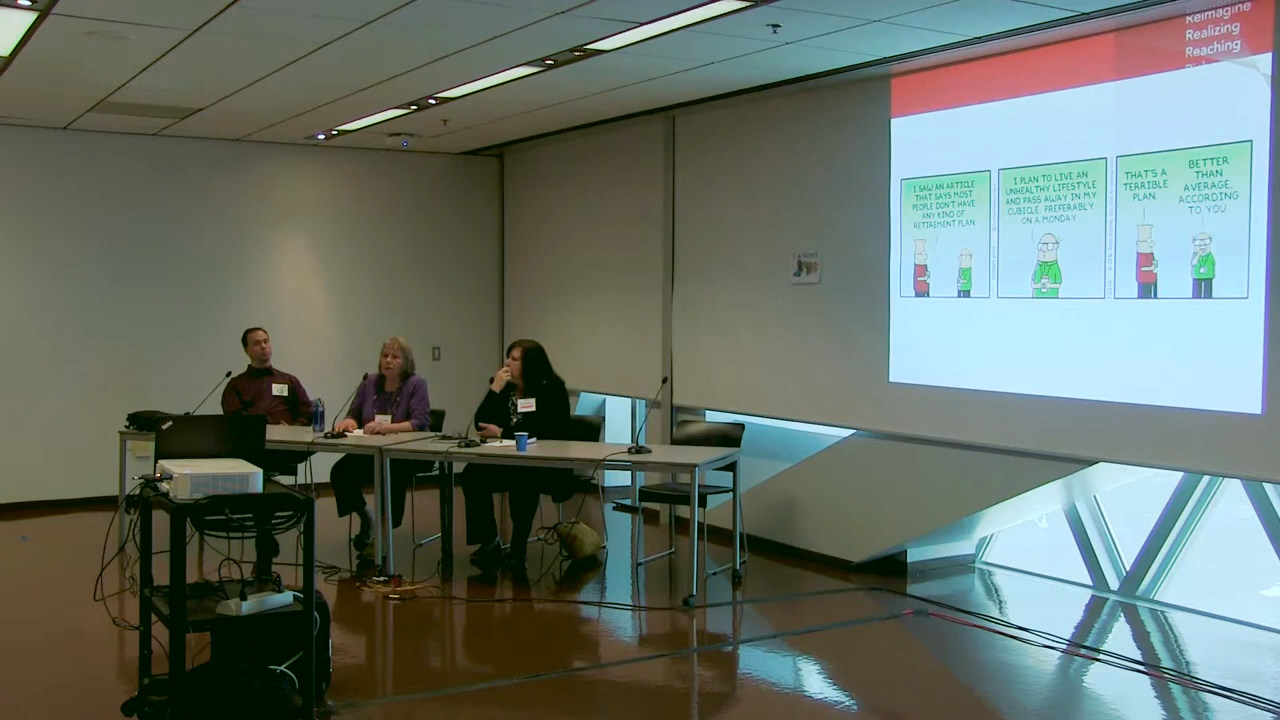 Reimagine
Realizing
Reaching
I SAW AN ARTICLE
THAT SAYS MOST
PEOPLE DON'T HAVE
ANY KIND OF
RETIREMENT PLAN.
I PLAN TO LIVE AN
UNHEALTHY LIFESTYLE
AND PASS AWAY IN MY
CUBICLE, PREFERABLY
ON A MONDAY
THAT'S A
TERRIBLE
PLAN.
BETTER
THAN
AVERAGE,
ACCORDING
TO YOU